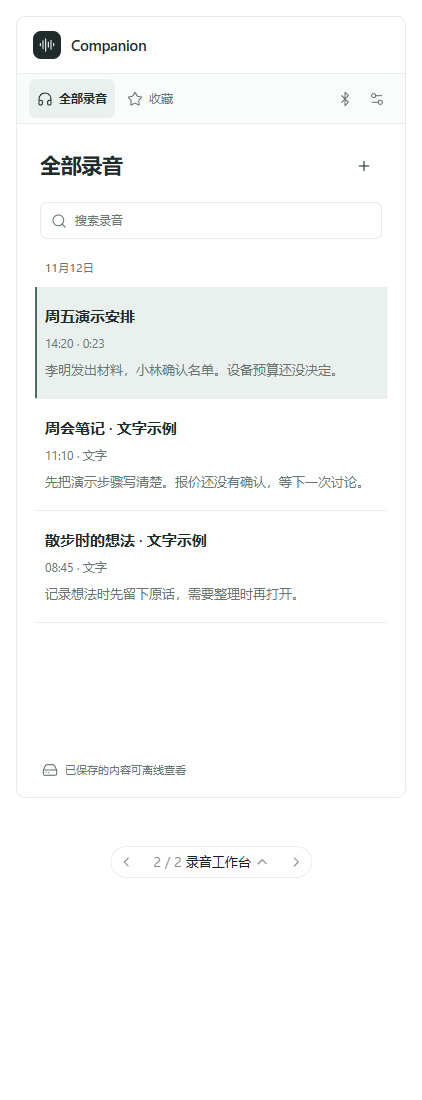 Companion
全部录音 收藏
全部录音
搜索录音
11月12日
周五演示安排
14:20 · 0:23
李明发出材料，小林确认名单。设备预算还没决定。
周会笔记 · 文字示例
11:10 · 文字
先把演示步骤写清楚。报价还没有确认，等下一次讨论。
散步时的想法 · 文字示例
08:45 · 文字
记录想法时先留下原话，需要整理时再打开。
已保存的内容可离线查看
2 / 2 录音工作台